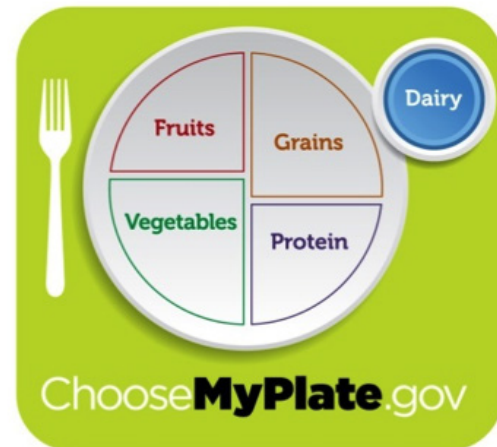 Dairy
Fruits
Grains
Vegetables
Protein
ChooseMyPlate.gov